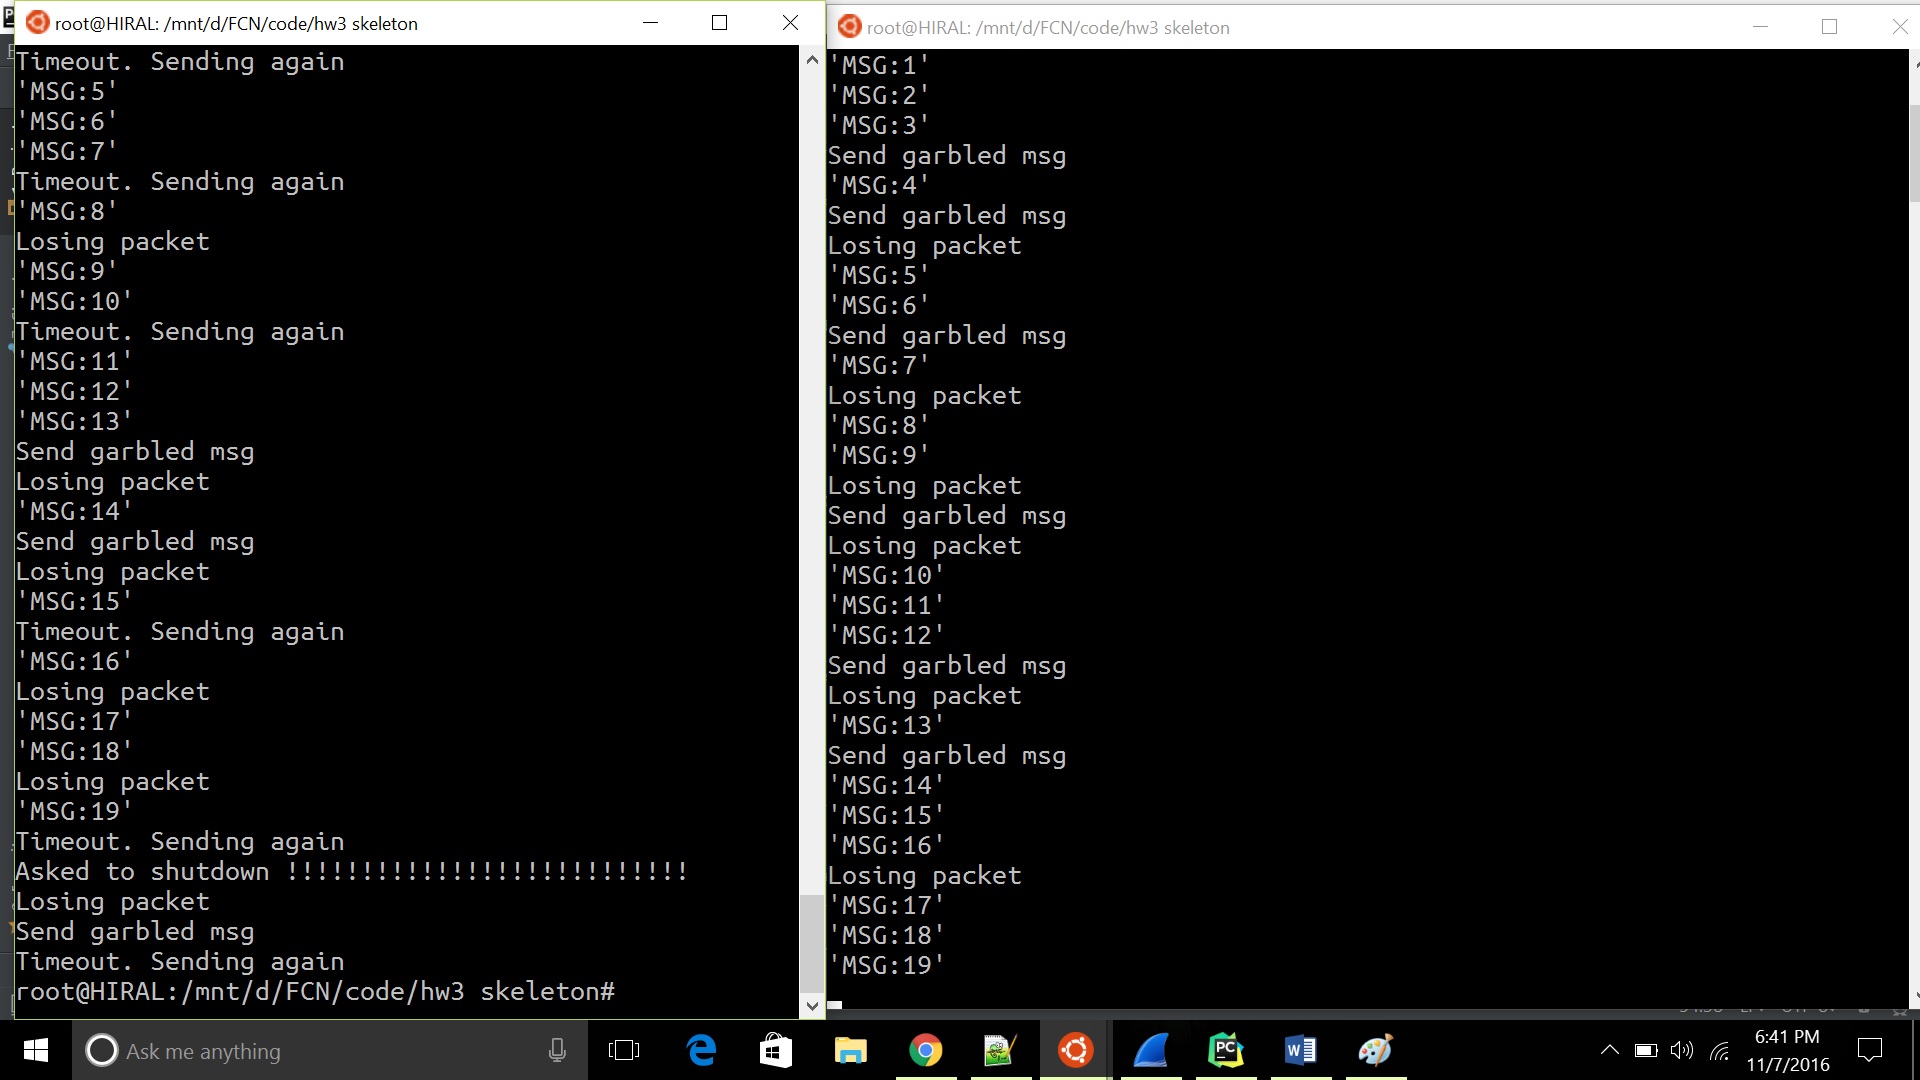 root@HIRAL: /mnt/d/FCN/code/hw3 skeleton
Timeout. Sending again
'MSG:5'
'MSG:6'
'MSG:7'
Timeout. Sending again
'MSG:8'
Losing packet
'MSG:9'
'MSG:10'
Timeout. Sending again
'MSG:11'
'MSG:12'
'MSG:13'
Send garbled msg
Losing packet
'MSG:14'
Send garbled msg
Losing packet
'MSG:15'
Timeout. Sending again
'MSG:16'
Losing packet
'MSG:17'
'MSG:18'
Losing packet
'MSG:19'
Timeout. Sending again
Asked to shutdown !!!!!!!!!!!!!!!!!!!!!!!!!!!
Losing packet
Send garbled msg
Timeout. Sending again
root@HIRAL:/mnt/d/FCN/code/hw3 skeleton#
root@HIRAL: /mnt/d/FCN/code/hw3 skeleton
'MSG:1'
'MSG:2'
'MSG:3'
Send garbled msg
'MSG:4'
Send garbled msg
Losing packet
'MSG:5'
'MSG:6'
Send garbled msg
'MSG:7'
Losing packet
'MSG:8'
'MSG:9'
Losing packet
Send garbled msg
Losing packet
'MSG:10'
'MSG:11'
'MSG:12'
Send garbled msg
Losing packet
'MSG:13'
Send garbled msg
'MSG:14'
'MSG:15'
'MSG:16'
Losing packet
'MSG:17'
'MSG:18'
'MSG:19'
Ask me anything
PC
W
6:41 PM
11/7/2016